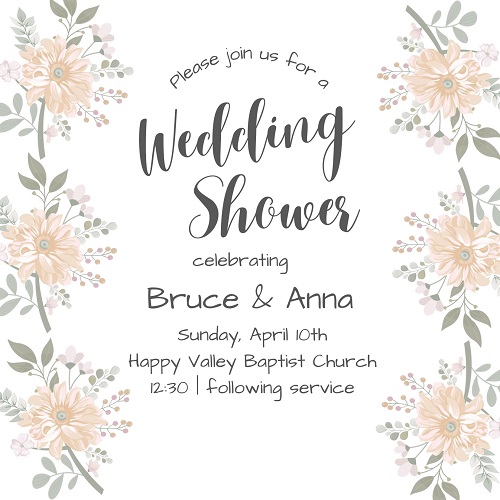 Please join us for a
Wedding
Shower
celebrating
Bruce & Anna
Sunday, April 10th
Happy Valley Baptist Church
12:30 | following service